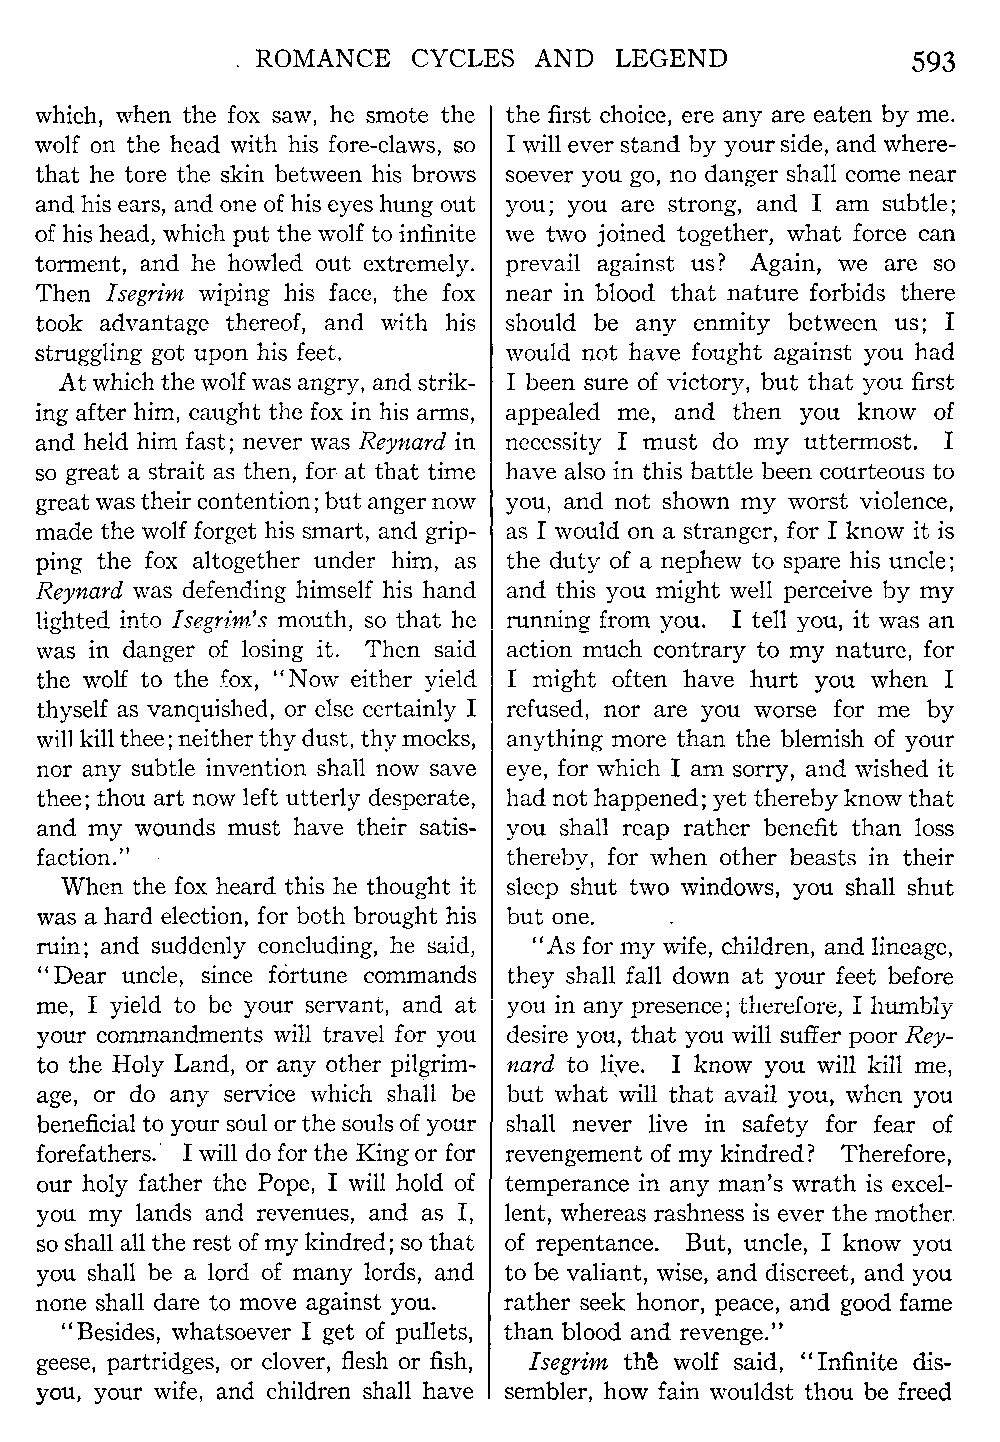 ROMANCE CYCLES AND LEGEND 593
which, when the fox saw, he smote the
wolf on the head with his fore-claws, so
that he tore the skin between his brows
and his ears, and one of his eyes hung out
of his head, which put the wolf to infinite
torment, and he howled out extremely.
Then Isegrim wiping his face, the fox
took advantage thereof, and with his
struggling got upon his feet.
At which the wolf was angry, and strik-
ing after him, caught the fox in his arms,
and held him fast; never was Reynard in
so great a strait as then, for at that time
great was their contention; but anger now
made the wolf forget his smart, and grip-
ping the fox altogether under him, as
Reynard was defending himself his hand
lighted into Isegrim's mouth, so that he
was in danger of losing it. Then said
the wolf to the fox, "Now either yield
thyself as vanquished, or else certainly I
will kill thee; neither thy dust, thy mocks,
nor any subtle invention shall now save
thee; thou art now left utterly desperate,
and my wounds must have their satis-
faction."
When the fox heard this he thought it
was a hard election, for both brought his
ruin; and suddenly concluding, he said,
"Dear uncle, since fortune commands
me, I yield to be your servant, and at
your commandments will travel for you
to the Holy Land, or any other pilgrim-
age, or do any service which shall be
beneficial to your soul or the souls of your
forefathers. I will do for the King or for
our holy father the Pope, I will hold of
you my lands and revenues, and as I,
so shall all the rest of my kindred; so that
you shall be a lord of many lords, and
none shall dare to move against you.
"Besides, whatsoever I get of pullets,
geese, partridges, or clover, flesh or fish,
you, your wife, and children shall have
the first choice, ere any are eaten by me.
I will ever stand by your side, and where-
soever you go, no danger shall come near
you; you are strong, and I am subtle;
we two joined together, what force can
prevail against us? Again, we are so
near in blood that nature forbids there
should be any enmity between us; I
would not have fought against you had
I been sure of victory, but that you first
appealed me, and then you know of
necessity I must do my uttermost. I
have also in this battle been courteous to
you, and not shown my worst violence,
as I would on a stranger, for I know it is
the duty of a nephew to spare his uncle;
and this you might well perceive by my
running from you. I tell you, it was an
action much contrary to my nature, for
I might often have hurt you when I
refused, nor are you worse for me by
anything more than the blemish of your
eye, for which I am sorry, and wished it
had not happened; yet thereby know that
you shall reap rather benefit than loss
thereby, for when other beasts in their
sleep shut two windows, you shall shut
but one.
"As for my wife, children, and lineage,
they shall fall down at your feet before
you in any presence; therefore, I humbly
desire you, that you will suffer poor Rey-
nard to live. I know you will kill me,
but what will that avail you, when you
shall never live in safety for fear of
revengement of my kindred? Therefore,
temperance in any man's wrath is excel-
lent, whereas rashness is ever the mother
of repentance. But, uncle, I know you
to be valiant, wise, and discreet, and you
rather seek honor, peace, and good fame
than blood and revenge."
Isegrim the wolf said, "Infinite dis-
sembler, how fain wouldst thou be freed